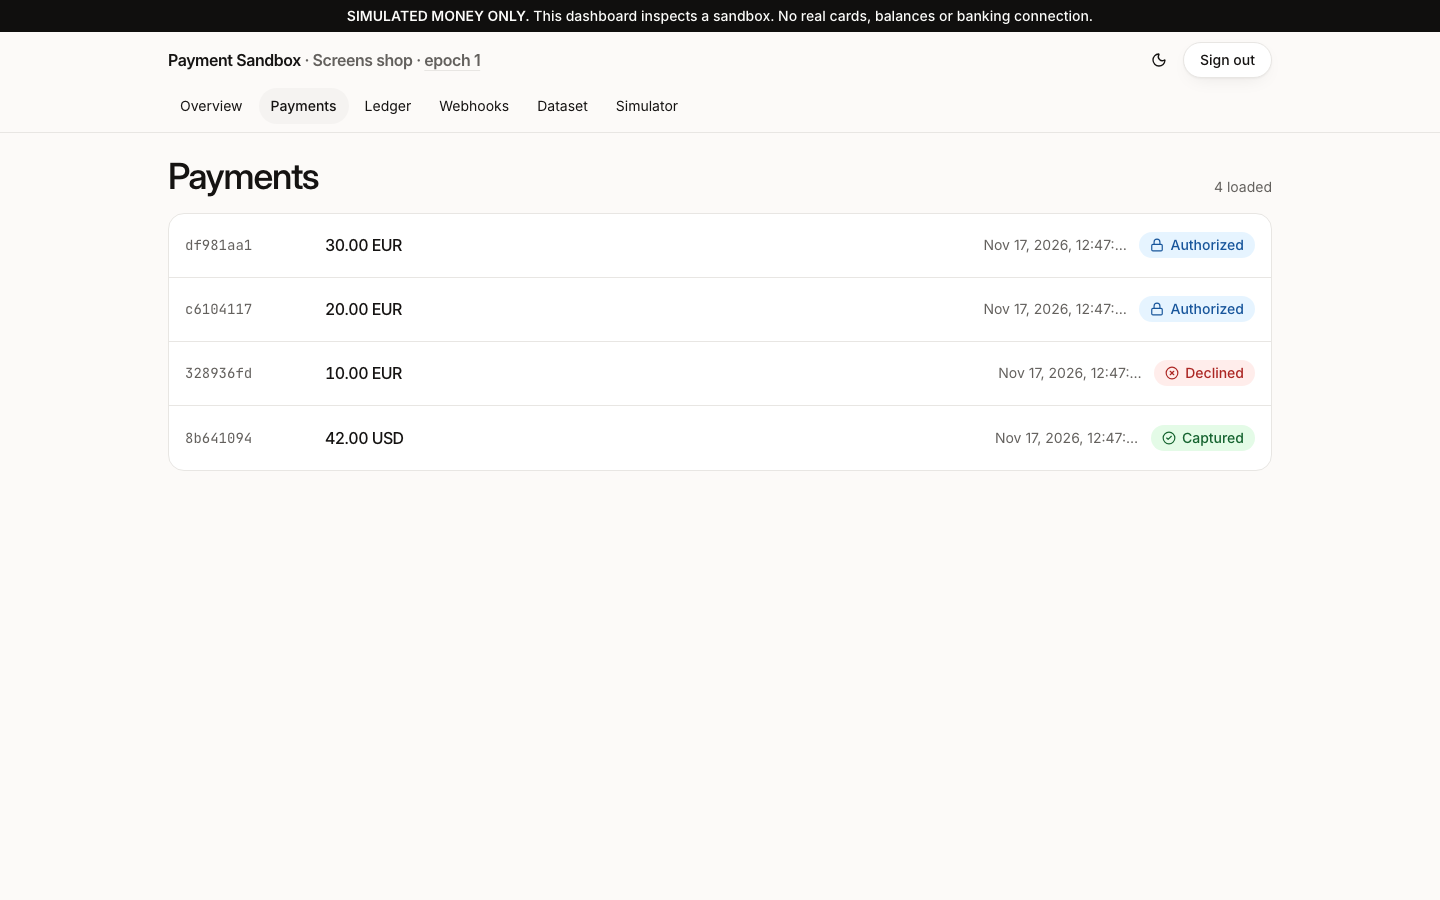 SIMULATED MONEY ONLY. This dashboard inspects a sandbox. No real cards, balances or banking connection.
Payment Sandbox · Screens shop · epoch 1
Sign out
Overview Payments Ledger Webhooks Dataset Simulator
Payments
4 loaded
df981aa1 30.00 EUR Nov 17, 2026, 12:47:... Authorized
c6104117 20.00 EUR Nov 17, 2026, 12:47:... Authorized
328936fd 10.00 EUR Nov 17, 2026, 12:47:... Declined
8b641094 42.00 USD Nov 17, 2026, 12:47:... Captured